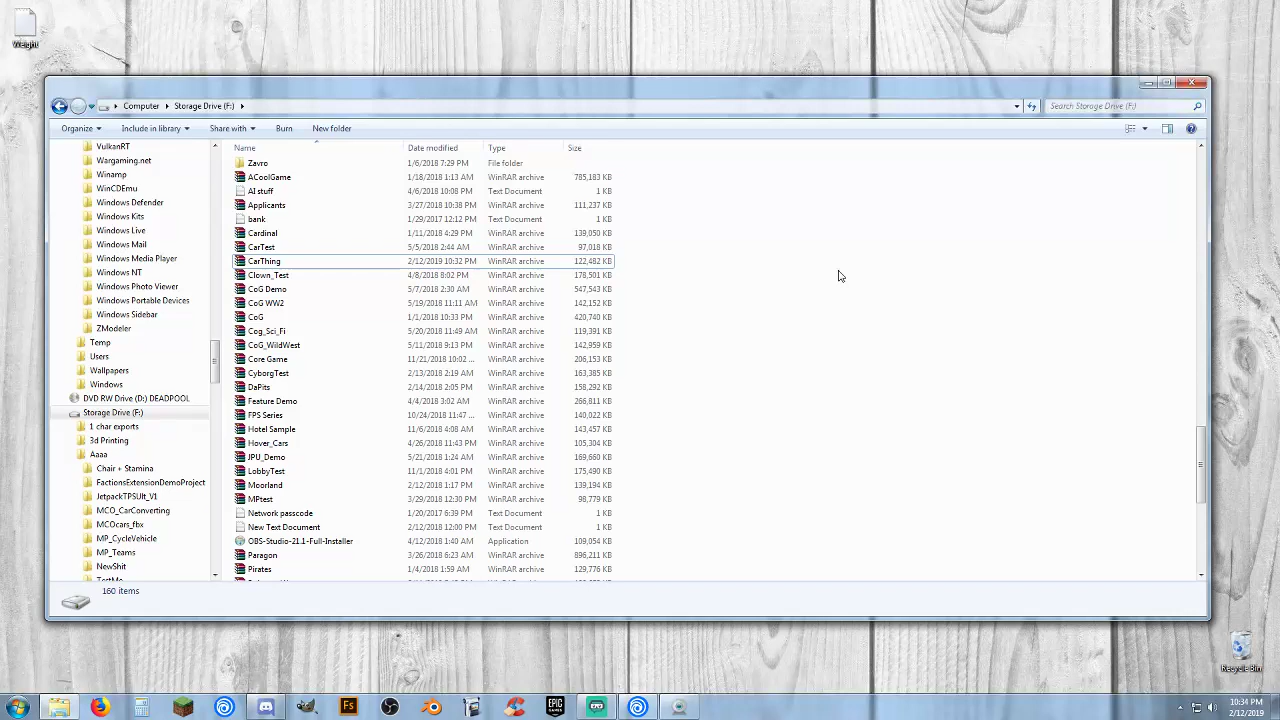 Weight
Computer
Storage Drive (F:)
Search Storage Drive (F:)
Organize
Include in library
Share with
Burn
New folder
VulkanRT
Wargaming.net
Winamp
WinCDEmu
Windows Defender
Windows Kits
Windows Live
Windows Mail
Windows Media Player
Windows NT
Windows Photo Viewer
Windows Portable Devices
Windows Sidebar
ZModeler
Temp
Users
Wallpapers
Windows
DVD RW Drive (D:) DEADPOOL
Storage Drive (F:)
1 char exports
3d Printing
Aaaa
Chair + Stamina
FactionsExtensionDemoProject
JetpackTPSUlt_V1
MCO_CarConverting
MCOcars_fbx
MP_CycleVehicle
MP_Teams
NewShit
TestMe
Name Date modified Type Size
Zavro 1/6/2018 7:29 PM File folder
ACoolGame 1/18/2018 1:13 AM WinRAR archive 785,183 KB
AI stuff 4/6/2018 10:08 PM Text Document 1 KB
Applicants 3/27/2018 10:38 PM WinRAR archive 111,237 KB
bank 1/29/2017 12:12 PM Text Document 1 KB
Cardinal 1/11/2018 4:29 PM WinRAR archive 139,050 KB
CarTest 5/5/2018 2:44 AM WinRAR archive 97,018 KB
CarThing 2/12/2019 10:32 PM WinRAR archive 122,482 KB
Clown_Test 4/8/2018 8:02 PM WinRAR archive 178,501 KB
CoG Demo 5/7/2018 2:30 AM WinRAR archive 547,543 KB
CoG WW2 5/19/2018 11:11 AM WinRAR archive 142,152 KB
CoG 1/1/2018 10:33 PM WinRAR archive 420,740 KB
Cog_Sci_Fi 5/20/2018 11:49 AM WinRAR archive 119,391 KB
CoG_WildWest 5/11/2018 9:13 PM WinRAR archive 142,959 KB
Core Game 11/21/2018 10:02 ... WinRAR archive 206,153 KB
CyborgTest 2/13/2018 2:19 AM WinRAR archive 163,385 KB
DaPits 2/14/2018 2:05 PM WinRAR archive 158,292 KB
Feature Demo 4/4/2018 3:02 AM WinRAR archive 266,811 KB
FPS Series 10/24/2018 11:47 ... WinRAR archive 140,022 KB
Hotel Sample 11/6/2018 4:08 AM WinRAR archive 143,457 KB
Hover_Cars 4/26/2018 11:43 PM WinRAR archive 105,304 KB
JPU_Demo 5/21/2018 1:24 AM WinRAR archive 169,660 KB
LobbyTest 11/1/2018 4:01 PM WinRAR archive 175,490 KB
Moorland 2/12/2018 1:17 PM WinRAR archive 139,194 KB
MPtest 3/29/2018 12:30 PM WinRAR archive 98,779 KB
Network passcode 1/20/2017 6:39 PM Text Document 1 KB
New Text Document 2/12/2018 12:00 PM Text Document 1 KB
OBS-Studio-21.1-Full-Installer 4/12/2018 1:40 AM Application 109,054 KB
Paragon 3/26/2018 6:23 AM WinRAR archive 896,211 KB
Pirates 1/4/2018 1:59 AM WinRAR archive 129,776 KB
160 items
Recycle Bin
Fs
EPIC
GAMES
10:34 PM
2/12/2019